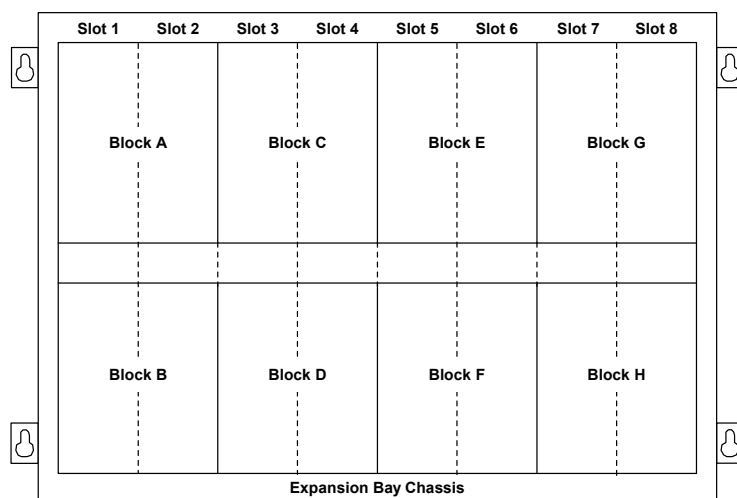 Slot 1 Slot 2 Slot 3 Slot 4 Slot 5 Slot 6 Slot 7 Slot 8
Block A Block C Block E Block G
Block B Block D Block F Block H
Expansion Bay Chassis